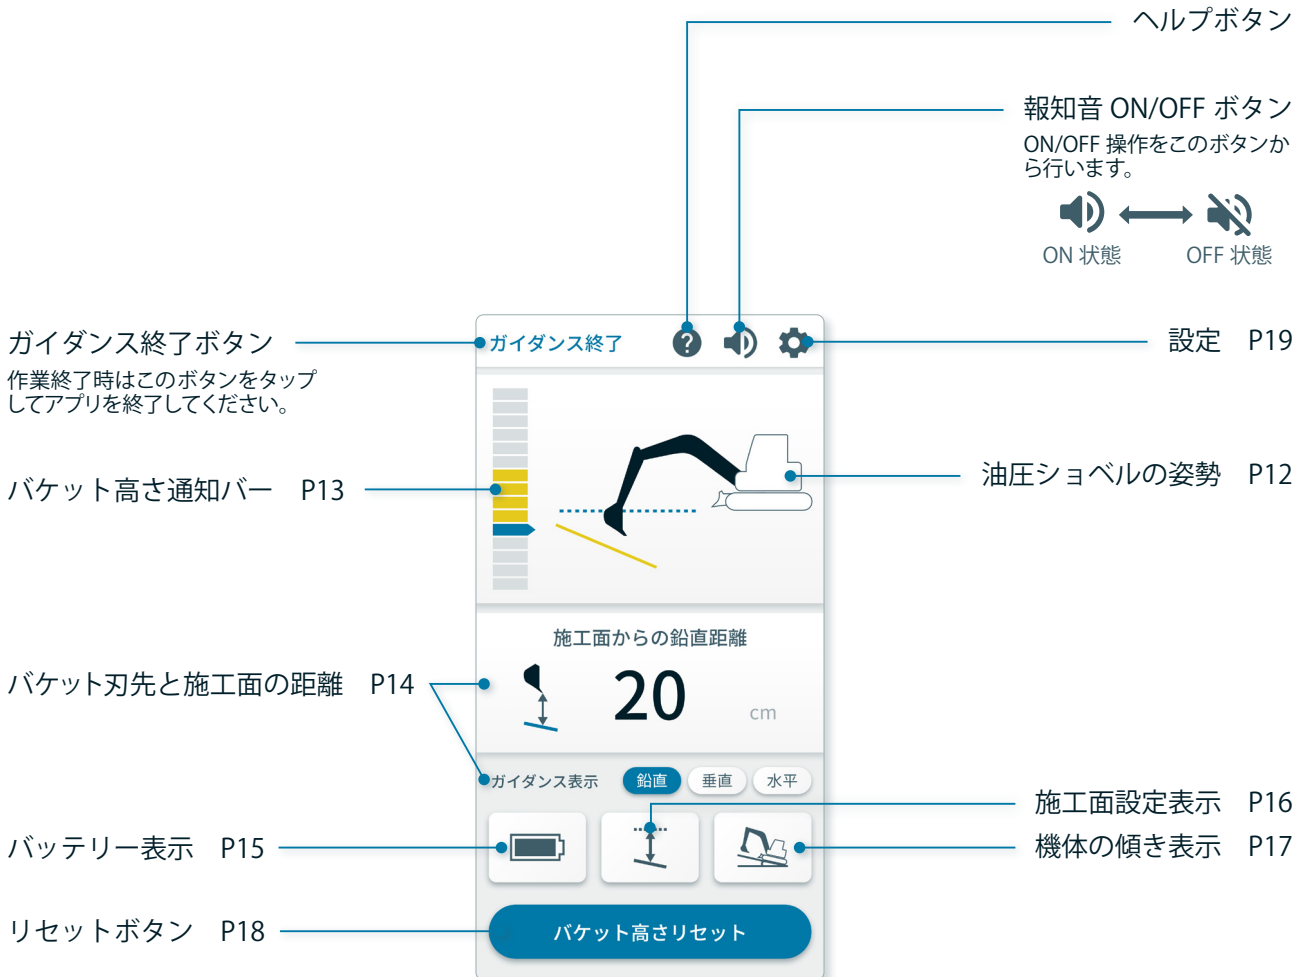 ヘルプボタン
報知音 ON/OFF ボタン
ON/OFF 操作をこのボタンか
ら行います。
ON 状態
OFF 状態
ガイダンス終了ボタン
作業終了時はこのボタンをタップ
してアプリを終了してください。
ガイダンス終了
設定 P19
バケット高さ通知バー P13
油圧ショベルの姿勢 P12
施工面からの鉛直距離
バケット刃先と施工面の距離 P14
20 cm
ガイダンス表示 鉛直 垂直 水平
施工面設定表示 P16
バッテリー表示 P15
機体の傾き表示 P17
リセットボタン P18
バケット高さリセット